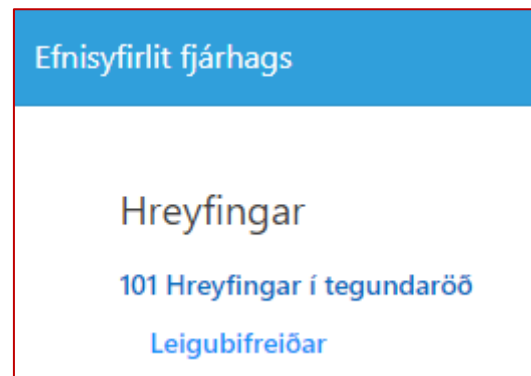 Efnisyfirlit fjárhags
Hreyfingar
101 Hreyfingar í tegundaröð
Leigubifreiðar